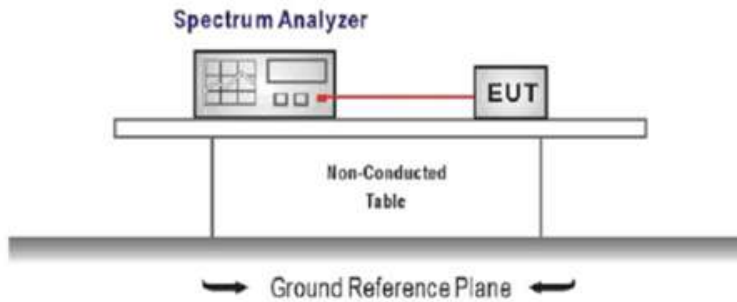 Spectrum Analyzer
EUT
Non-Conducted
Table
Ground Reference Plane